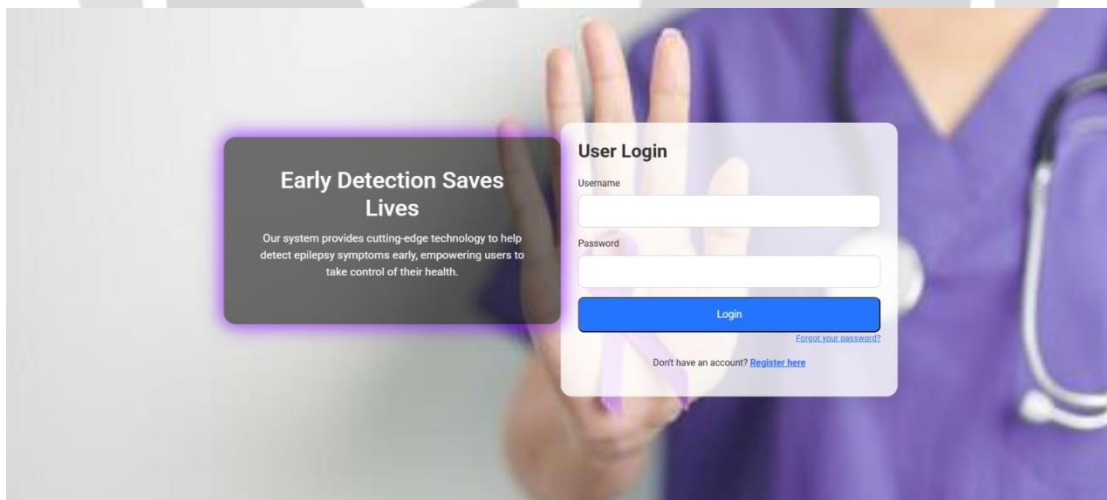 Early Detection Saves
Lives
Our system provides cutting-edge technology to help
detect epilepsy symptoms early, empowering users to
take control of their health.
User Login
Username
Password
Login
Forgot your password?
Don't have an account? Register here